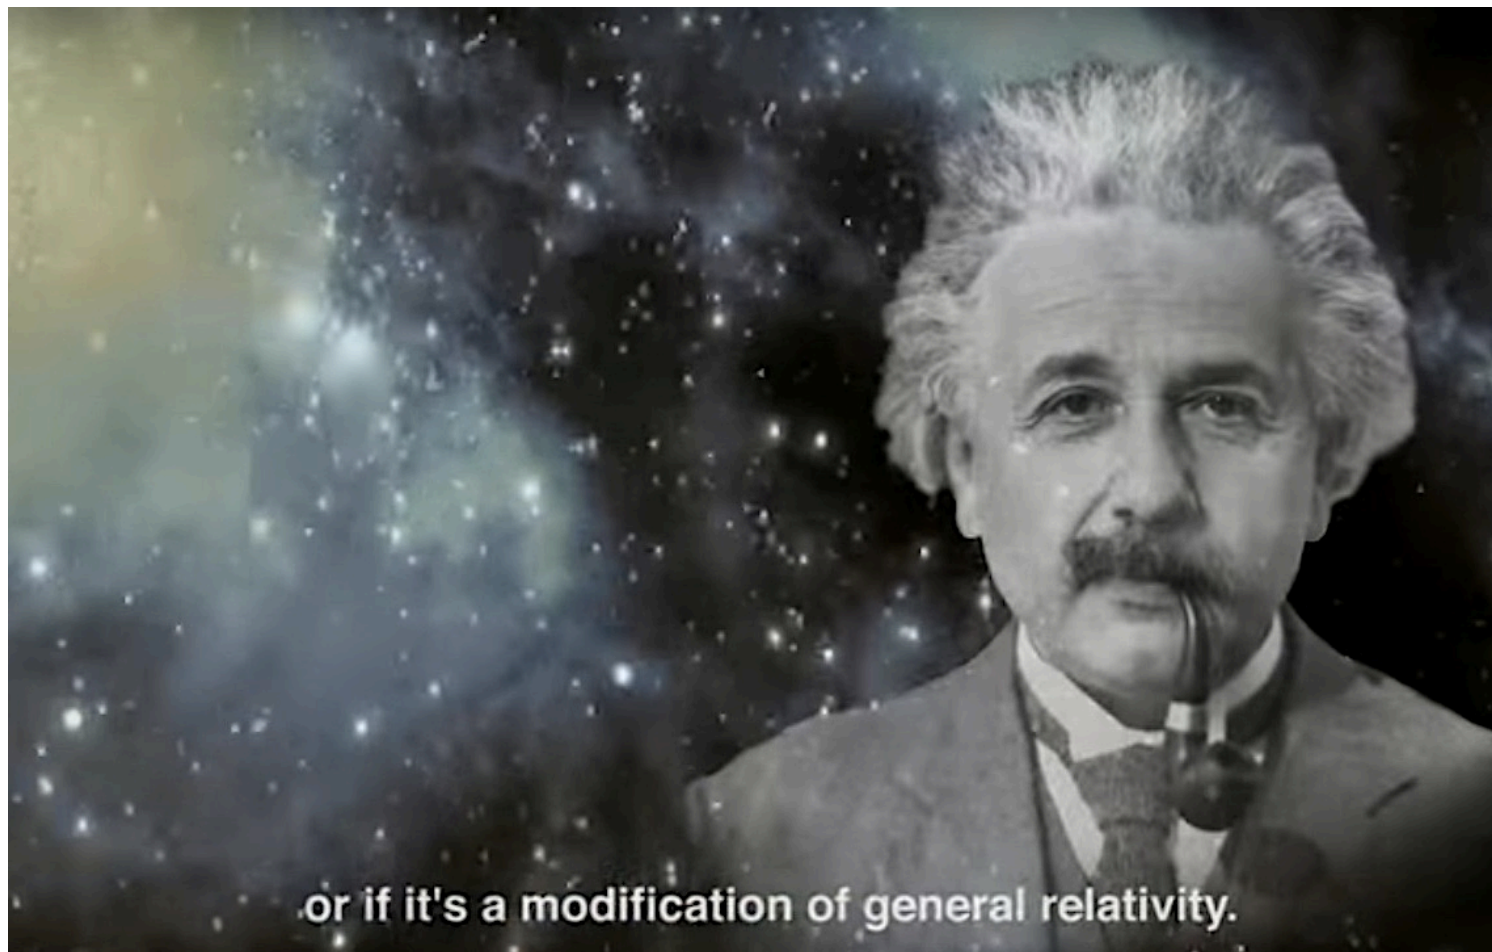 or if it's a modification of general relativity.